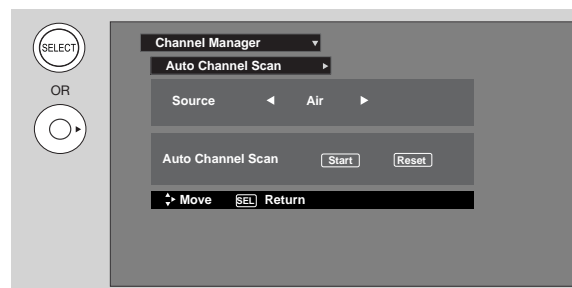 SELECT
OR
Channel Manager
Auto Channel Scan
Source Air
Auto Channel Scan Start Reset
Move SEL Return